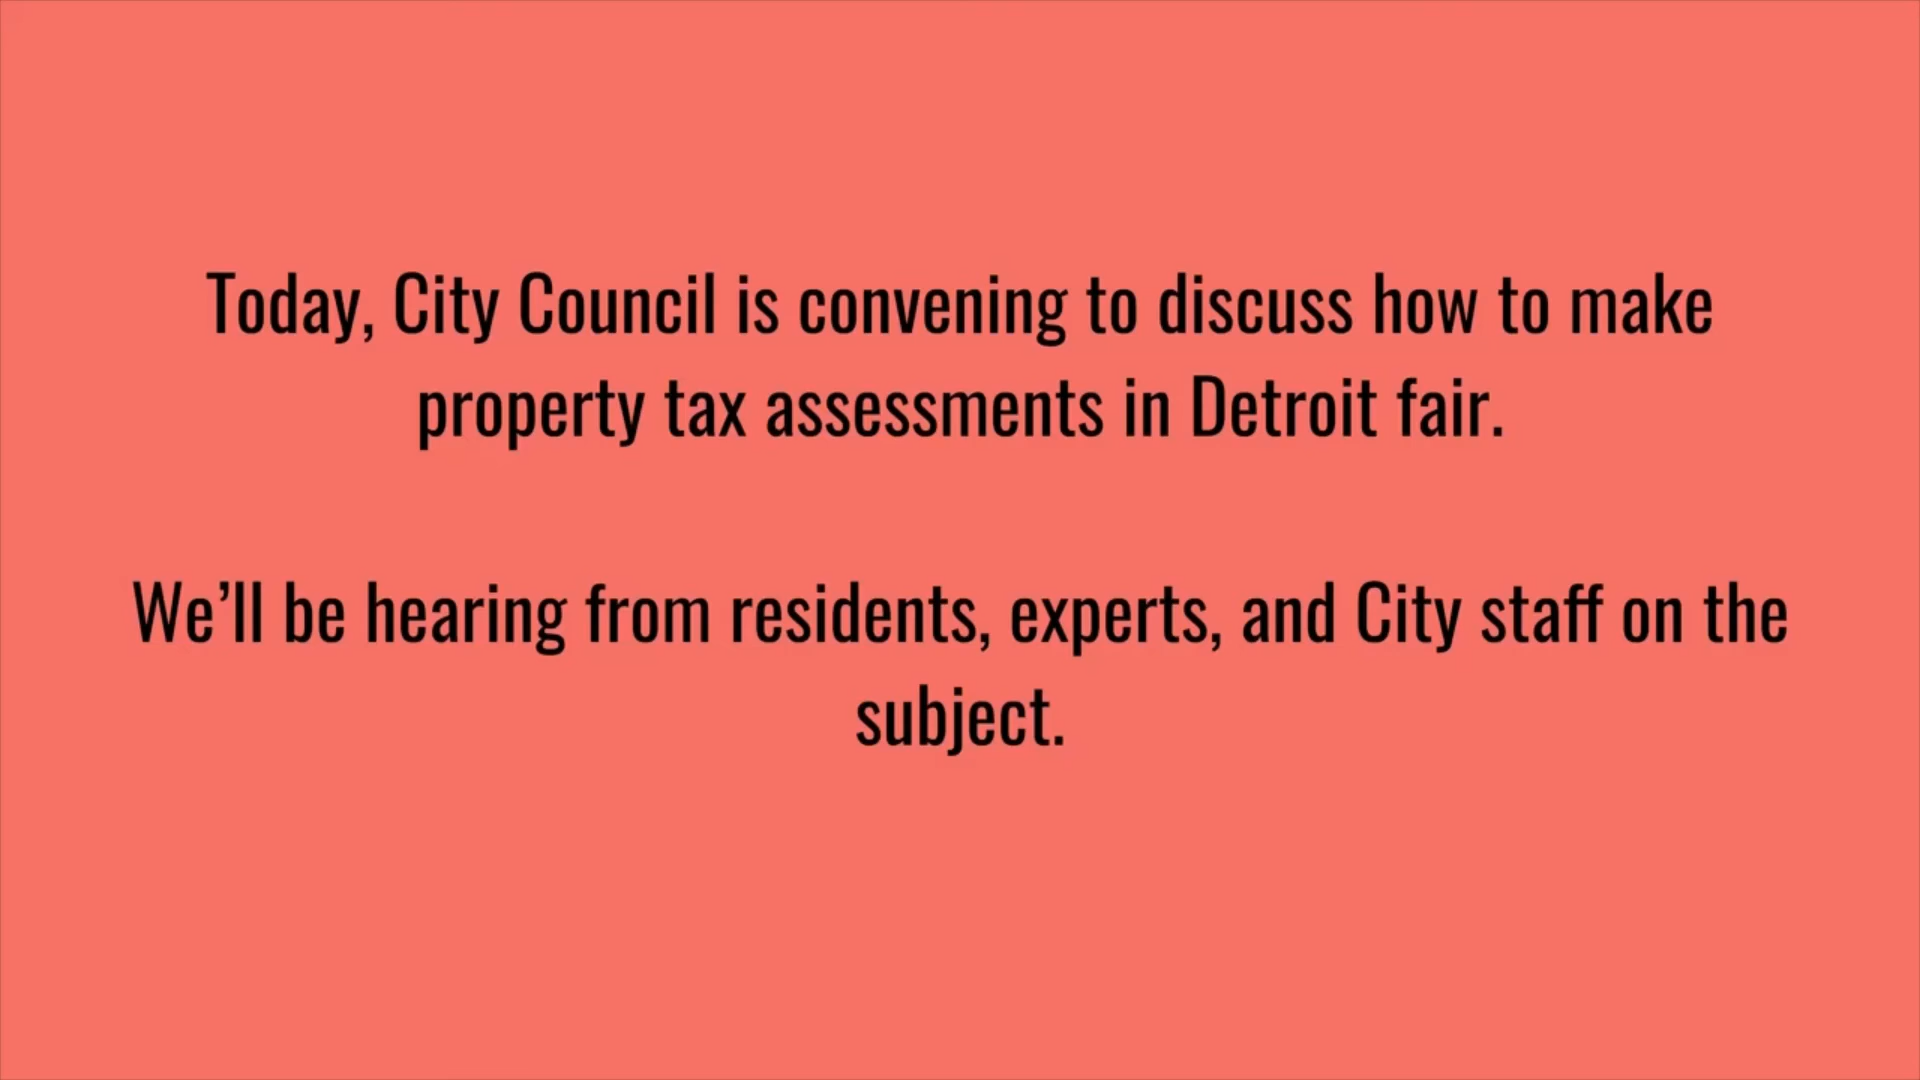 Today, City Council is convening to discuss how to make
property tax assessments in Detroit fair.
We’ll be hearing from residents, experts, and City staff on the
subject.